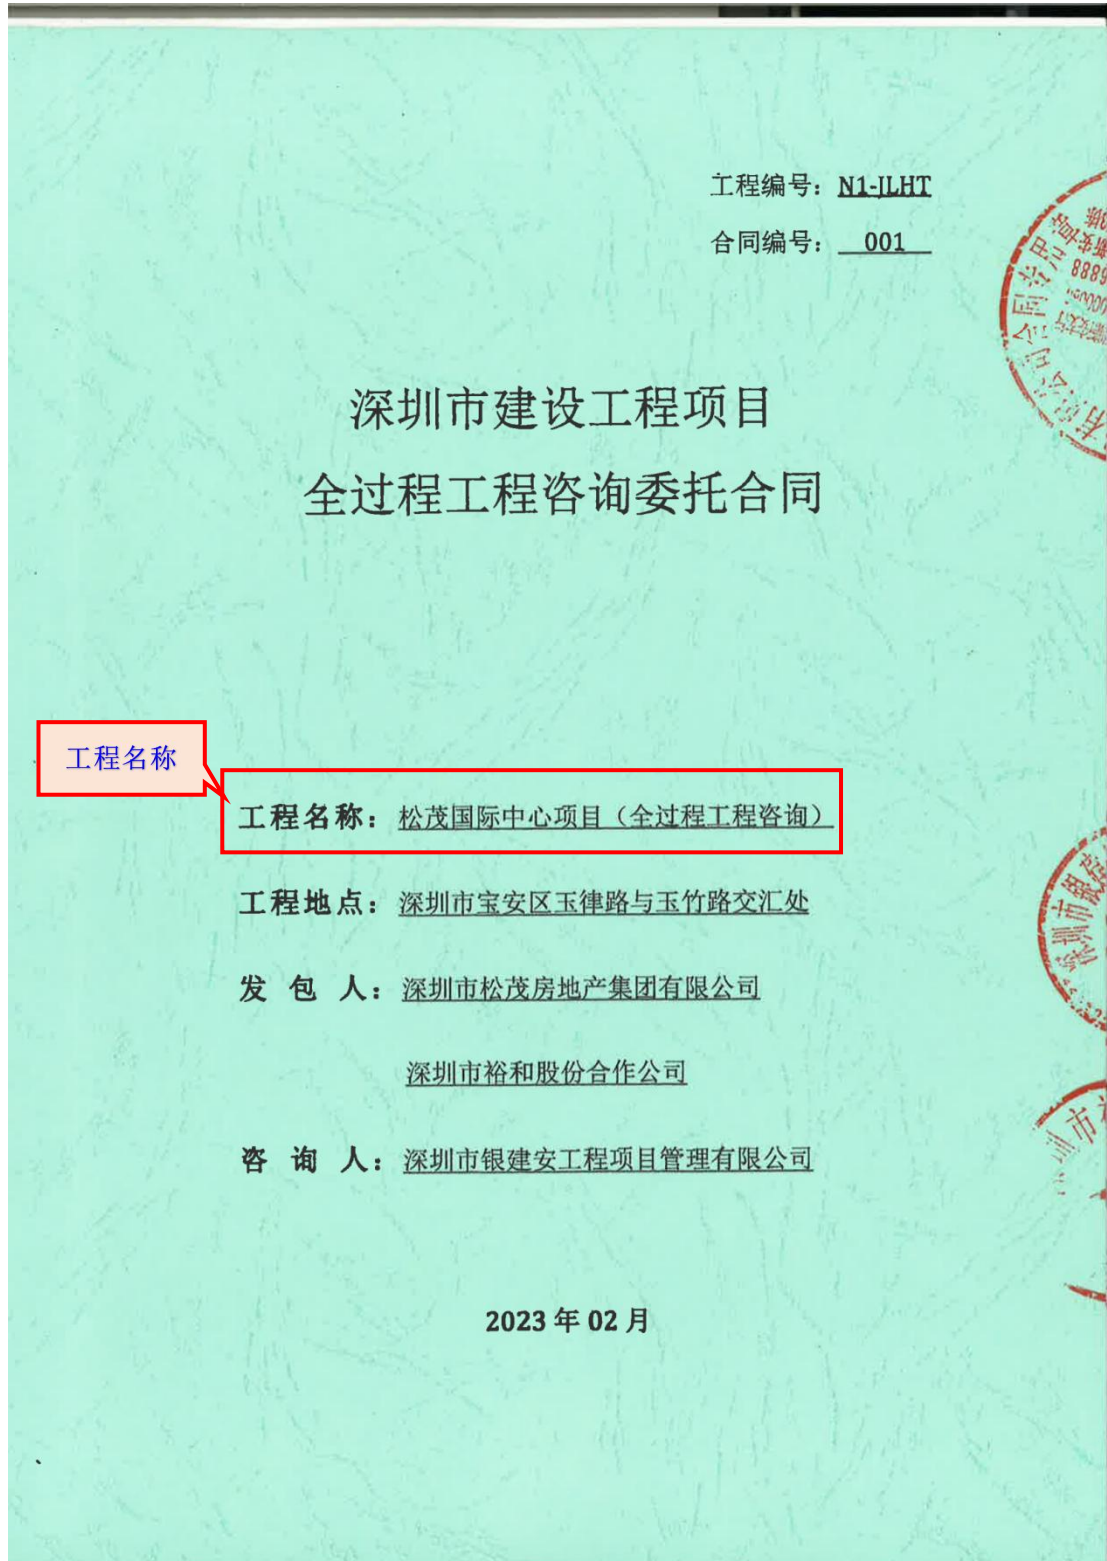 工程编号：N1-JLHT
合同编号：001
深圳市建设工程项目
全过程工程咨询委托合同
工程名称
工程名称：松茂国际中心项目（全过程工程咨询）
工程地点：深圳市宝安区玉律路与玉竹路交汇处
发包人：深圳市松茂房地产集团有限公司
深圳市裕和股份合作公司
咨询人：深圳市银建安工程项目管理有限公司
2023年02月